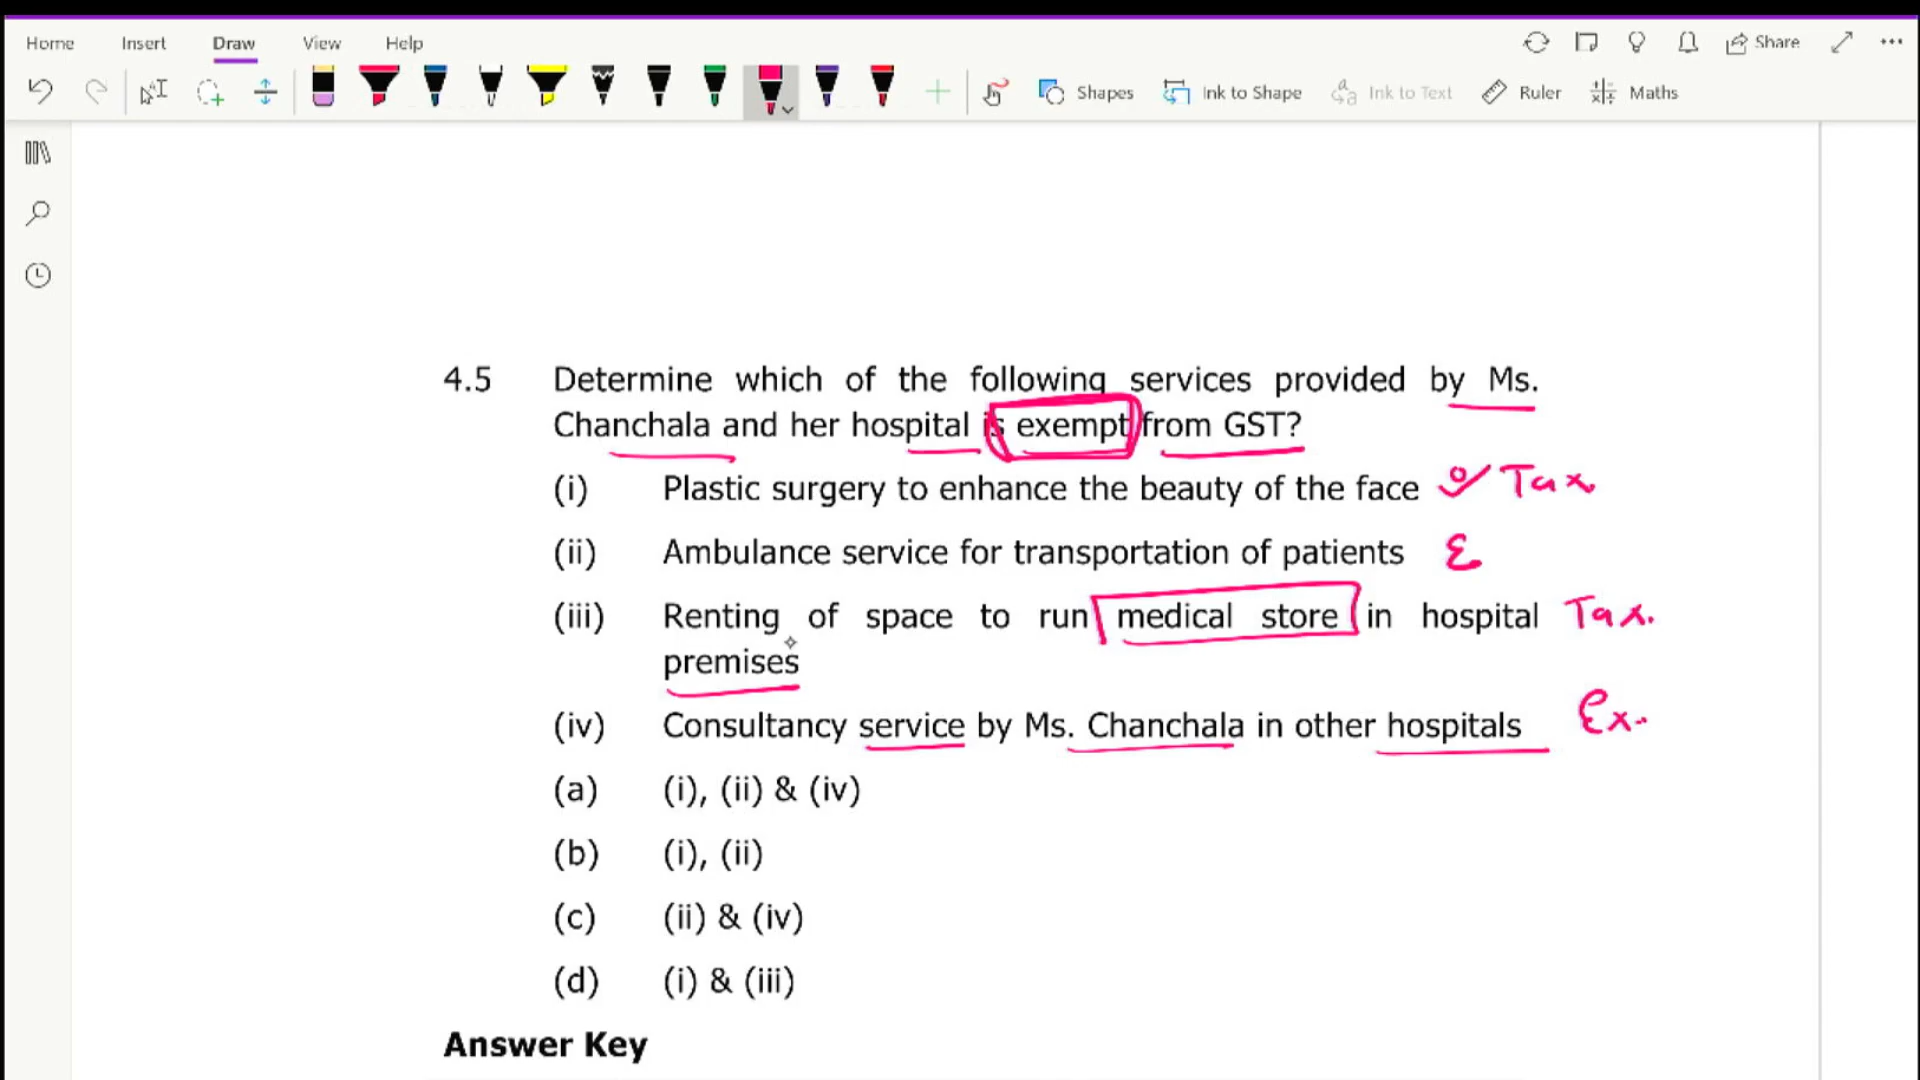 Home Insert Draw View Help Share
Shapes Ink to Shape Ink to Text Ruler Maths
4.5 Determine which of the following services provided by Ms.
Chanchala and her hospital is exempt from GST?
(i) Plastic surgery to enhance the beauty of the face Tax
(ii) Ambulance service for transportation of patients E
(iii) Renting of space to run medical store in hospital Tax.
premises
(iv) Consultancy service by Ms. Chanchala in other hospitals Ex.
(a) (i), (ii) & (iv)
(b) (i), (ii)
(c) (ii) & (iv)
(d) (i) & (iii)
Answer Key